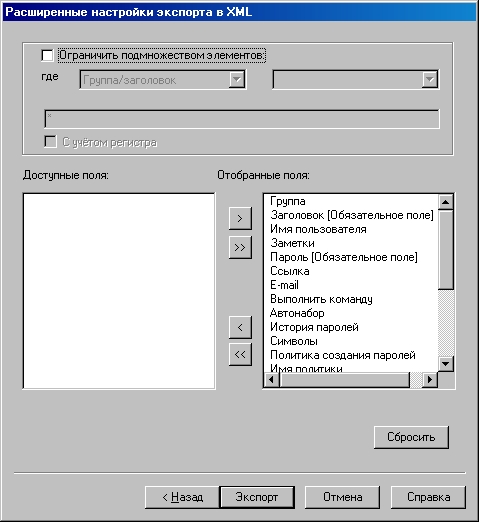 Расширенные настройки экспорта в XML
Ограничить подмножеством элементов:
где
Группа/заголовок
*
С учётом регистра
Доступные поля:
Отобранные поля:
Группа
Заголовок [Обязательное поле]
Имя пользователя
Заметки
Пароль [Обязательное поле]
Ссылка
E-mail
Выполнить команду
Автонабор
История паролей
Символы
Политика создания паролей
Имя политики
>
>>
<
<<
Сбросить
< Назад
Экспорт
Отмена
Справка